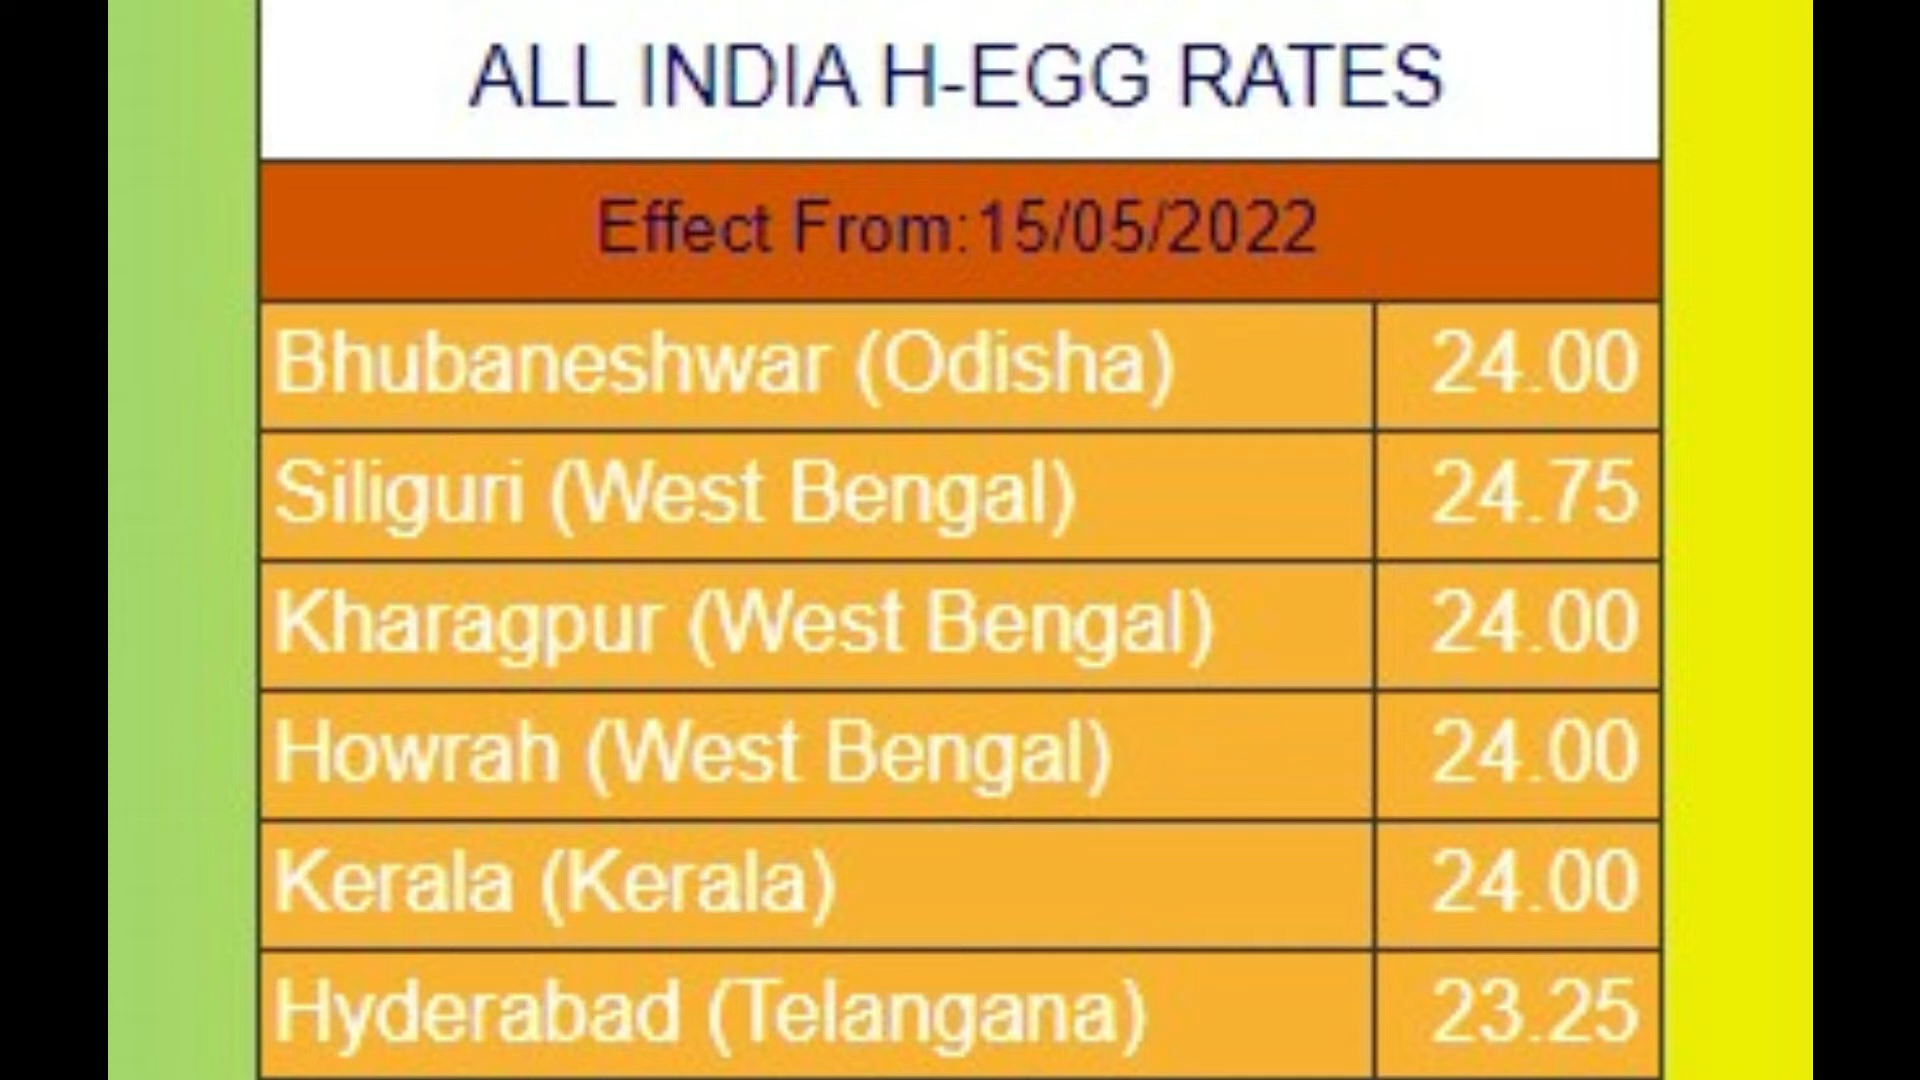 ALL INDIA H-EGG RATES
Effect From:15/05/2022
Bhubaneshwar (Odisha) 24.00
Siliguri (West Bengal) 24.75
Kharagpur (West Bengal) 24.00
Howrah (West Bengal) 24.00
Kerala (Kerala) 24.00
Hyderabad (Telangana) 23.25